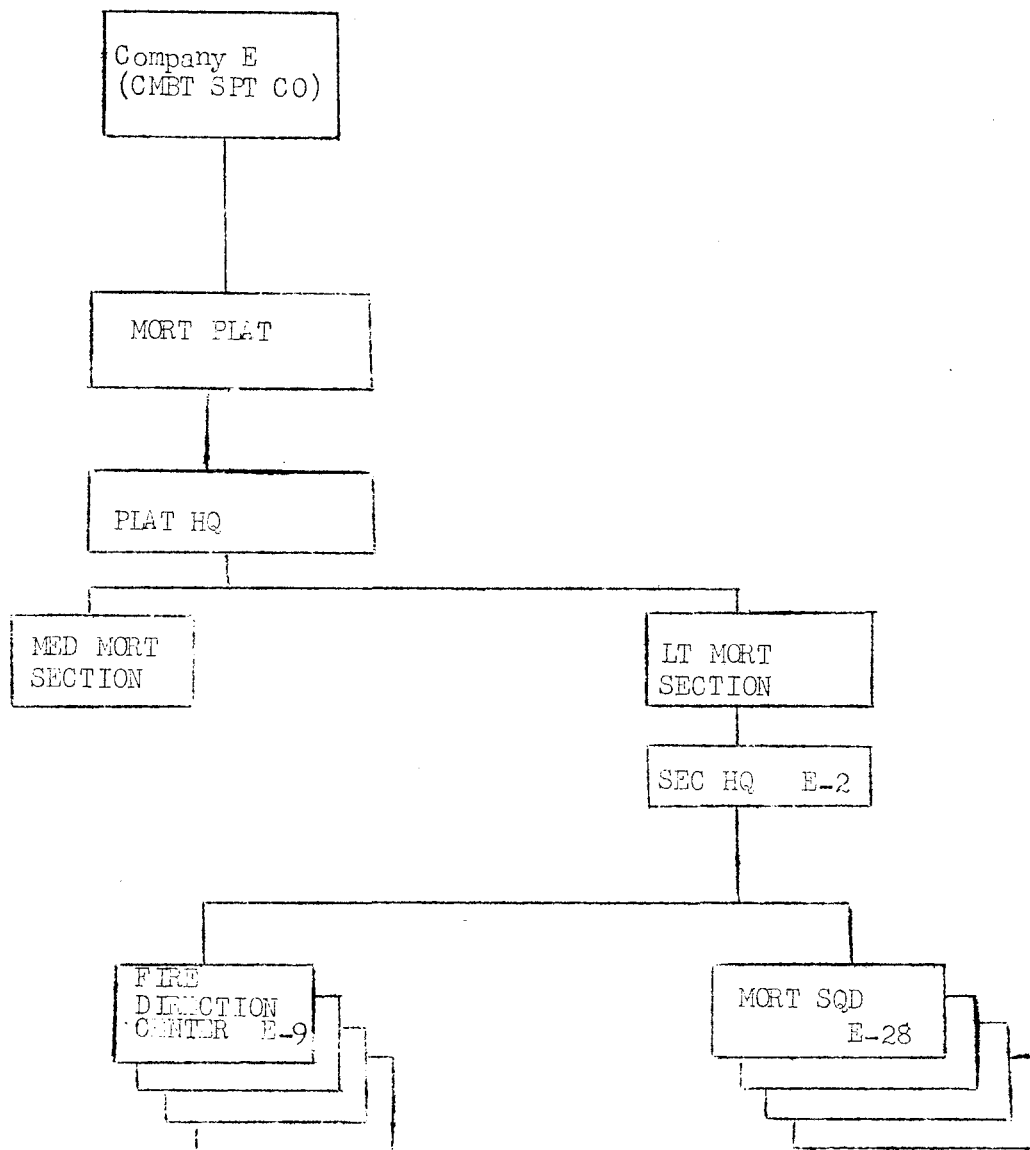 Company E
(CMBT SPT CO)
MORT PLAT
PLAT HQ
MED MORT
SECTION
LT MORT
SECTION
SEC HQ E-2
FIRE
DIRECTION
CENTER E-9
MORT SQD
E-28